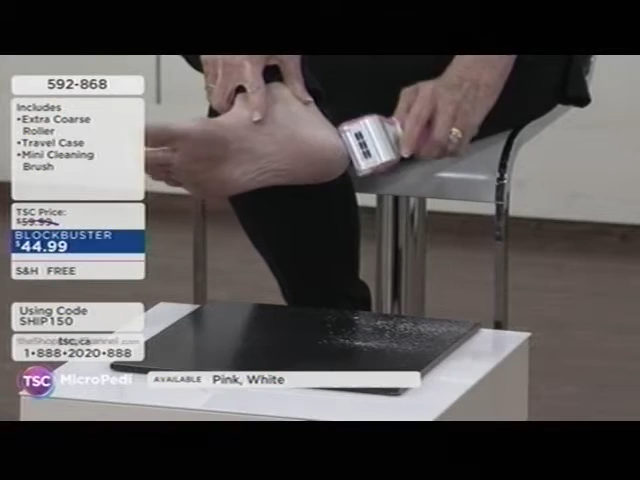 592-868
Includes
•Extra Coarse
Roller
•Travel Case
•Mini Cleaning
Brush
TSC Price:
$59.99
BLOCKBUSTER
$44.99
S&H | FREE
Using Code
SHIP150
tsc.ca
1•888•2020•888
TSC MicroPedi
AVAILABLE Pink, White